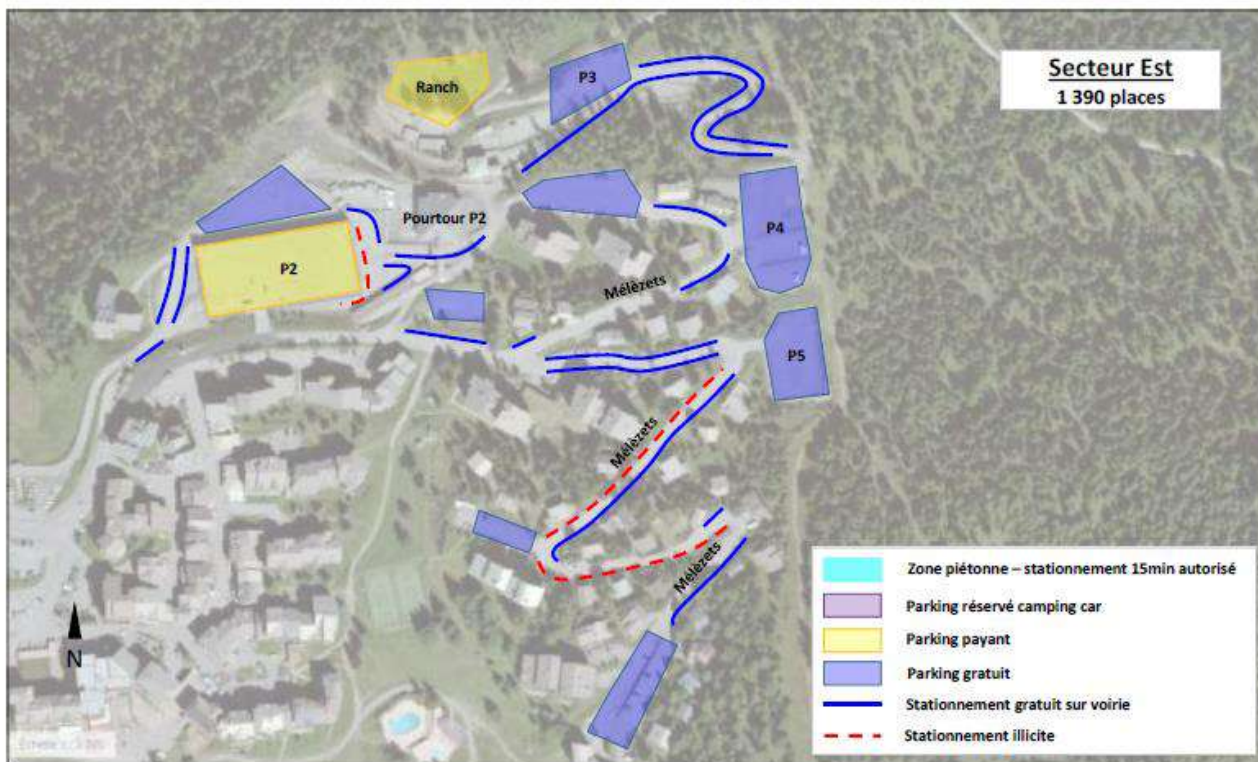 Secteur Est
1 390 places
Ranch
P3
Pourtour P2
P4
P2
Mélèzets
P5
Mélèzets
Mélèzets
N
Zone piétonne – stationnement 15min autorisé
Parking réservé camping car
Parking payant
Parking gratuit
Stationnement gratuit sur voirie
Stationnement illicite